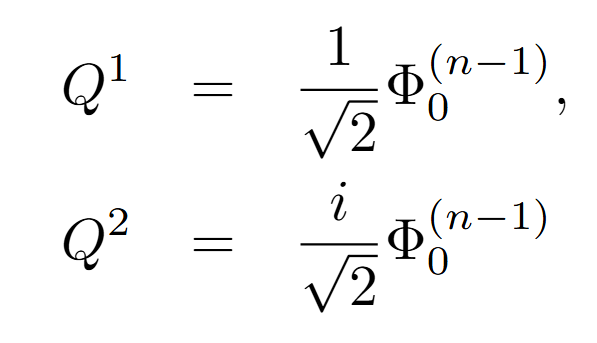 Q^1 = \frac{1}{\sqrt{2}} \Phi_0^{(n-1)},
Q^2 = \frac{i}{\sqrt{2}} \Phi_0^{(n-1)}